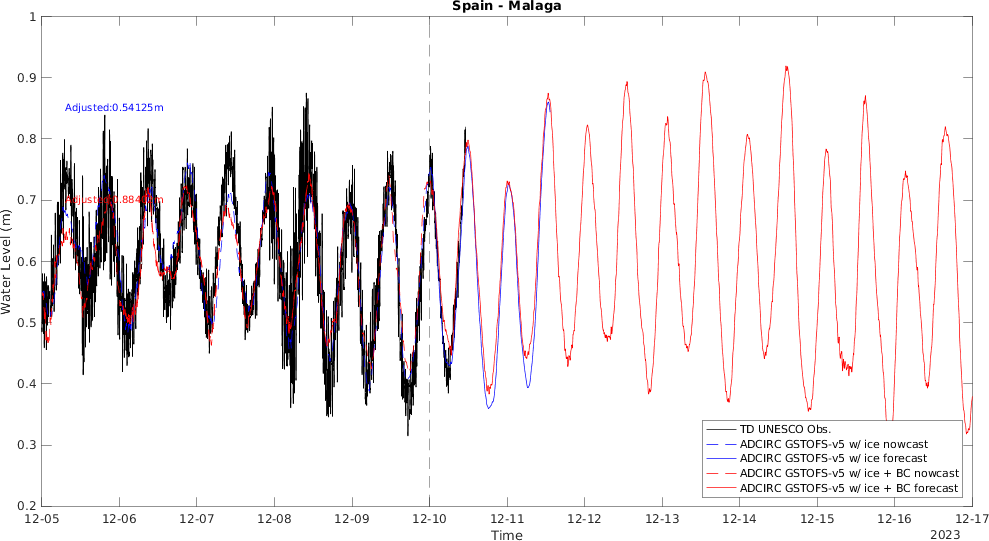 Spain - Malaga
1
0.9
0.8
0.7
0.6
0.5
0.4
0.3
0.2
Water Level (m)
Adjusted:0.54125m
12-05 12-06 12-07 12-08 12-09 12-10 12-11 12-12 12-13 12-14 12-15 12-16 12-17
Time
2023
TD UNESCO Obs.
ADCIRC GSTOFS-v5 w/ ice nowcast
ADCIRC GSTOFS-v5 w/ ice forecast
ADCIRC GSTOFS-v5 w/ ice + BC nowcast
ADCIRC GSTOFS-v5 w/ ice + BC forecast